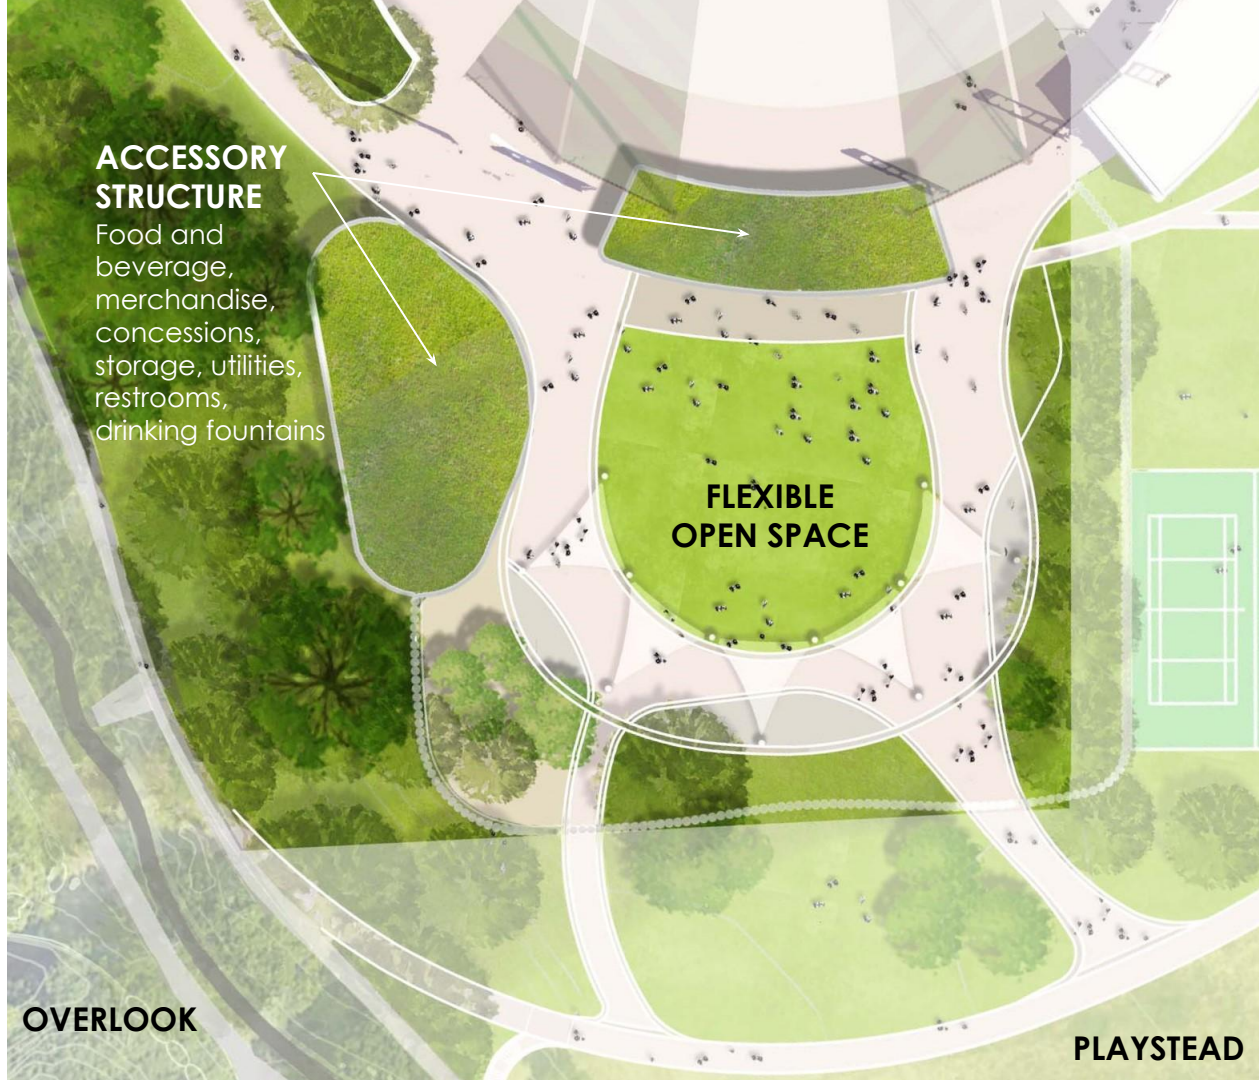 ACCESSORY
STRUCTURE
Food and
beverage,
merchandise,
concessions,
storage, utilities,
restrooms,
drinking fountains
FLEXIBLE
OPEN SPACE
OVERLOOK
PLAYSTEAD